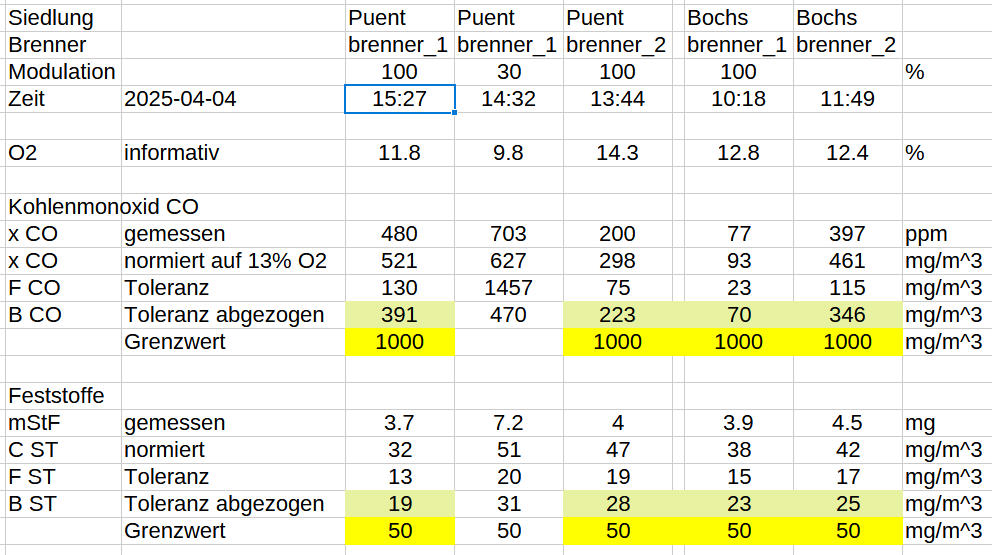 Siedlung Puent Puent Puent Bochs Bochs
Brenner brenner_1 brenner_1 brenner_2 brenner_1 brenner_2
Modulation 100 30 100 100 %
Zeit 2025-04-04 15:27 14:32 13:44 10:18 11:49
O2 informativ 11.8 9.8 14.3 12.8 12.4 %
Kohlenmonoxid CO
x CO gemessen 480 703 200 77 397 ppm
x CO normiert auf 13% O2 521 627 298 93 461 mg/m^3
F CO Toleranz 130 1457 75 23 115 mg/m^3
B CO Toleranz abgezogen 391 470 223 70 346 mg/m^3
Grenzwert 1000 1000 1000 1000 mg/m^3
Feststoffe
mStF gemessen 3.7 7.2 4 3.9 4.5 mg
C ST normiert 32 51 47 38 42 mg/m^3
F ST Toleranz 13 20 19 15 17 mg/m^3
B ST Toleranz abgezogen 19 31 28 23 25 mg/m^3
Grenzwert 50 50 50 50 50 mg/m^3